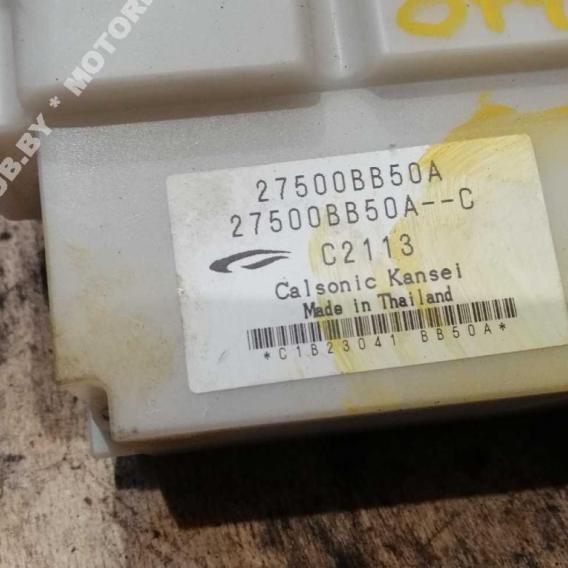 27500BB50A
27500BB50A--C
C2113
Calsonic Kansei
Made in Thailand
*C1B23041 BB50A*